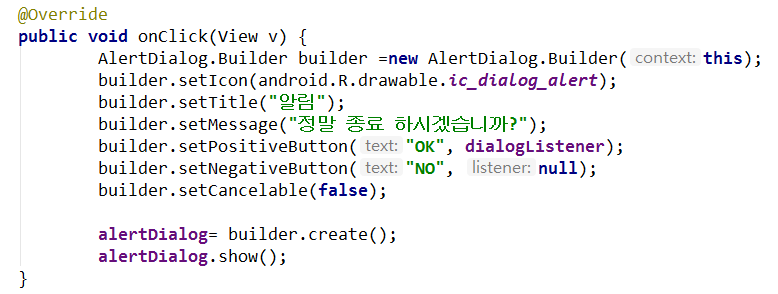 @Override
public void onClick(View v) {
AlertDialog.Builder builder =new AlertDialog.Builder( context: this);
builder.setIcon(android.R.drawable.ic_dialog_alert);
builder.setTitle("알림");
builder.setMessage("정말 종료 하시겠습니까?");
builder.setPositiveButton( text: "OK", dialogListener);
builder.setNegativeButton( text: "NO", listener: null);
builder.setCancelable(false);
alertDialog= builder.create();
alertDialog.show();
}